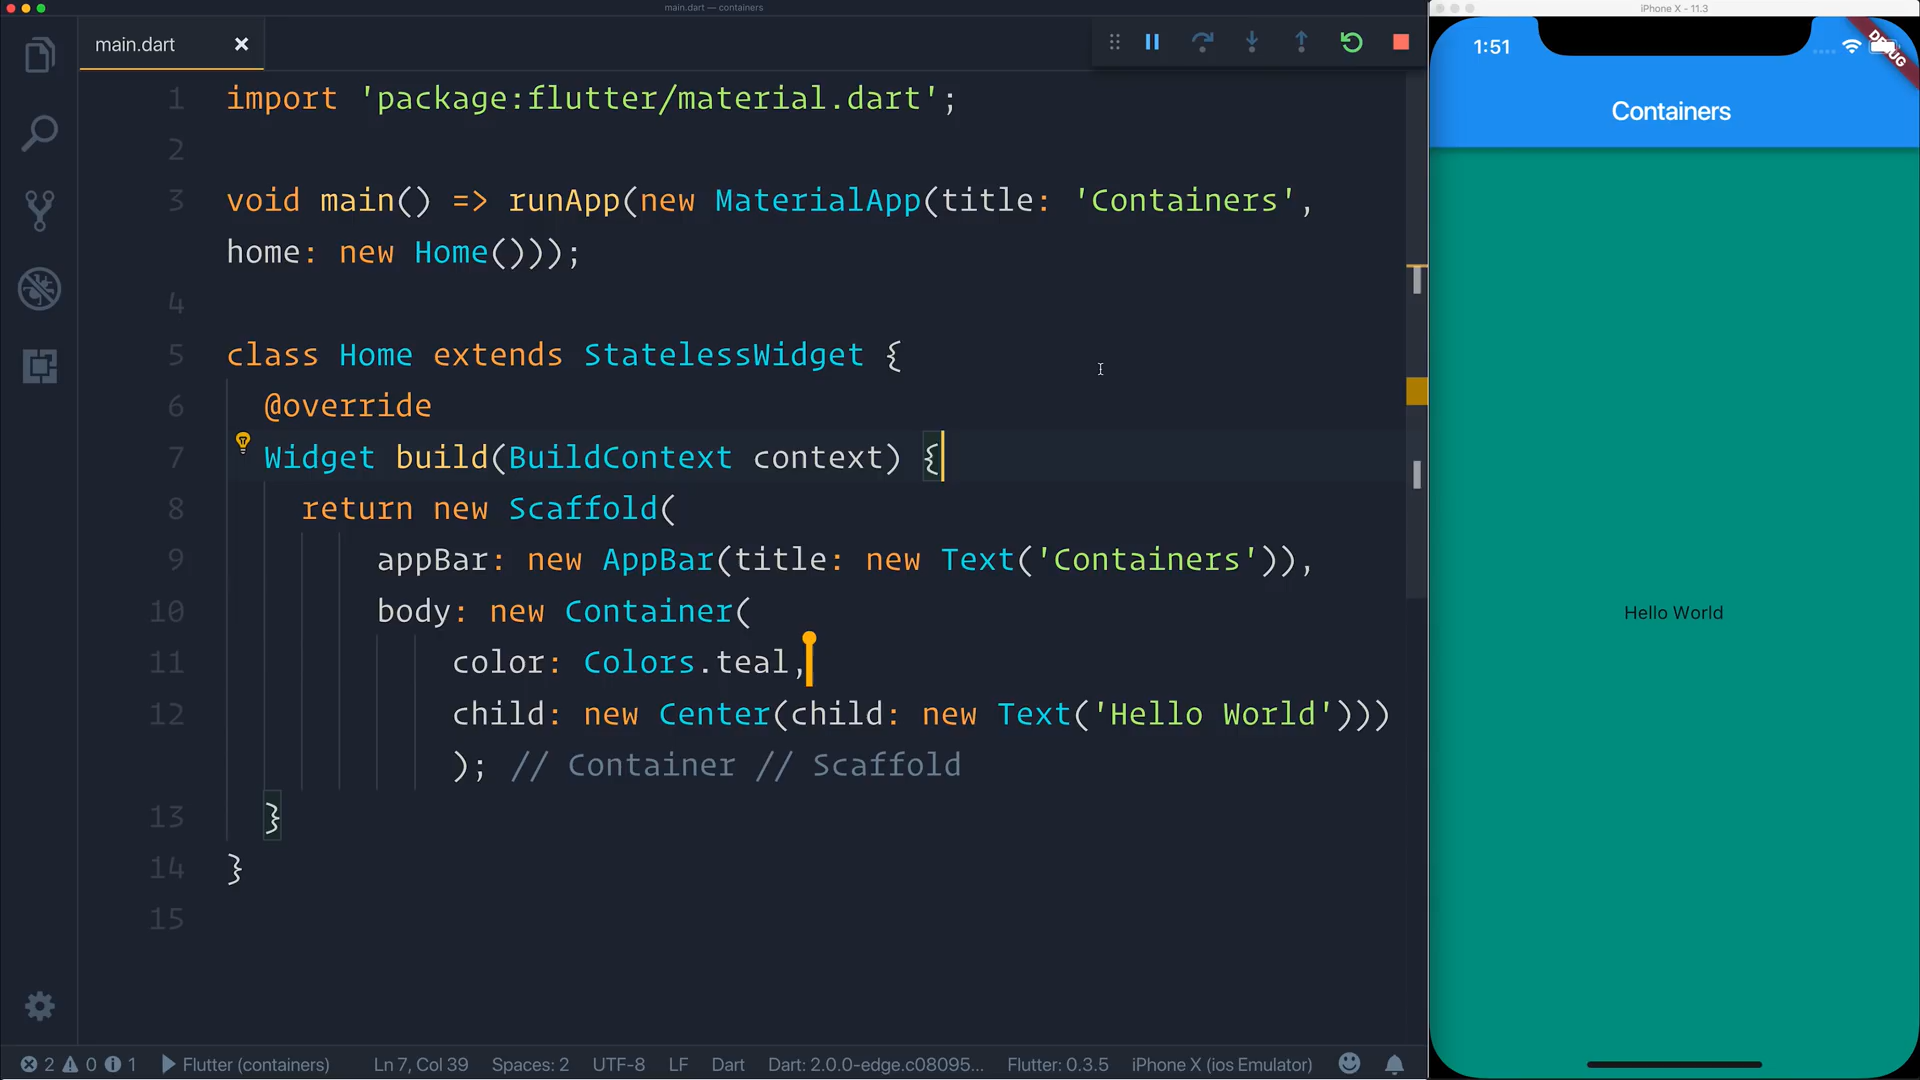 main.dart — containers
main.dart
1 import 'package:flutter/material.dart';
2
3 void main() => runApp(new MaterialApp(title: 'Containers',
home: new Home()));
4
5 class Home extends StatelessWidget {
6 @override
7 Widget build(BuildContext context) {
8 return new Scaffold(
9 appBar: new AppBar(title: new Text('Containers')),
10 body: new Container(
11 color: Colors.teal,
12 child: new Center(child: new Text('Hello World')))
); // Container // Scaffold
13 }
14 }
15
2 0 1 Flutter (containers) Ln 7, Col 39 Spaces: 2 UTF-8 LF Dart Dart: 2.0.0-edge.c08095... Flutter: 0.3.5 iPhone X (ios Emulator)
iPhone X - 11.3
1:51
DEBUG
Containers
Hello World